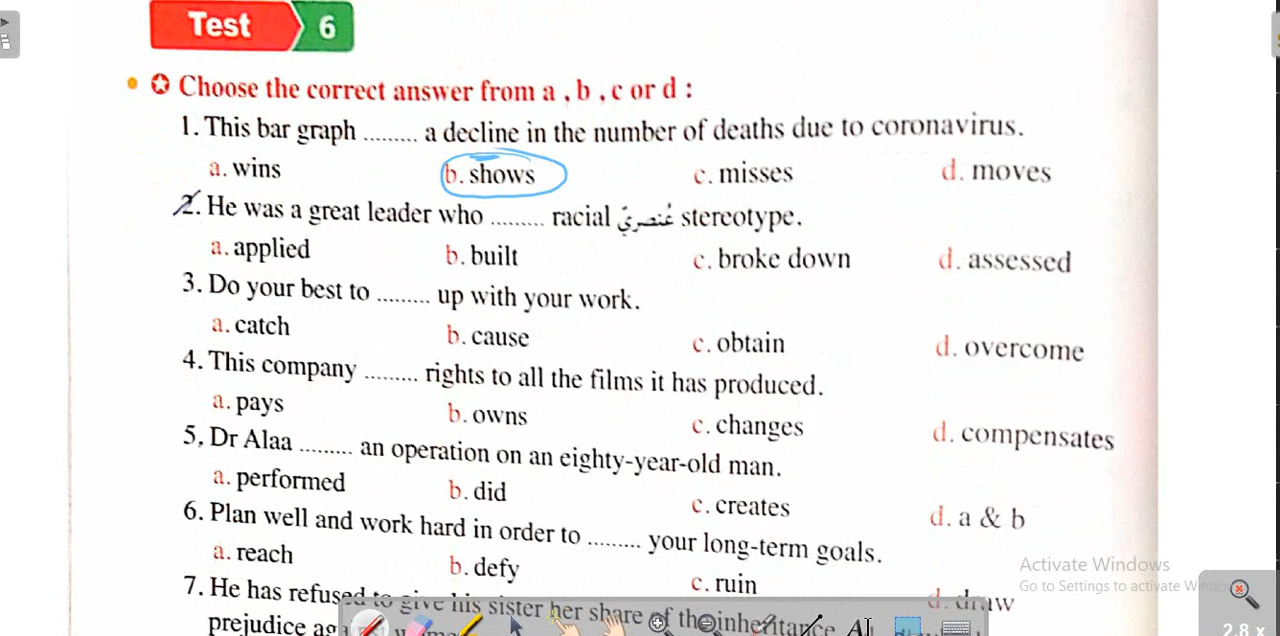 Test 6
Choose the correct answer from a , b , c or d :
1. This bar graph ......... a decline in the number of deaths due to coronavirus.
a. wins b. shows c. misses d. moves
2. He was a great leader who ......... racial عُنصريّ stereotype.
a. applied b. built c. broke down d. assessed
3. Do your best to ......... up with your work.
a. catch b. cause c. obtain d. overcome
4. This company ......... rights to all the films it has produced.
a. pays b. owns c. changes d. compensates
5. Dr Alaa ......... an operation on an eighty-year-old man.
a. performed b. did c. creates d. a & b
6. Plan well and work hard in order to ......... your long-term goals.
a. reach b. defy c. ruin d. draw
Activate Windows
Go to Settings to activate
7. He has refused to give his sister her share of the inheritance
prejudice
AI
2.8 x